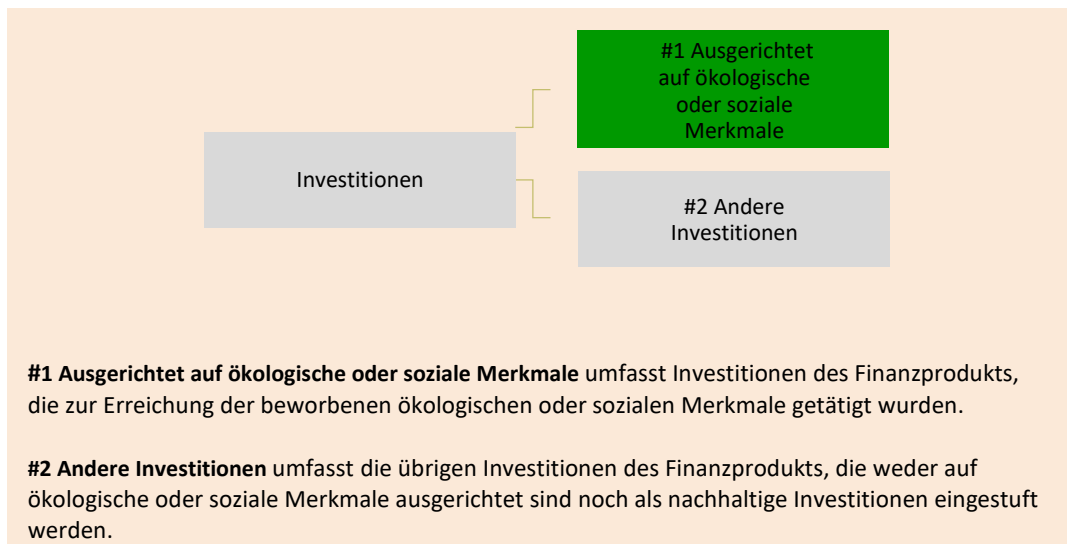 #1 Ausgerichtet
auf ökologische
oder soziale
Merkmale
Investitionen
#2 Andere
Investitionen
#1 Ausgerichtet auf ökologische oder soziale Merkmale umfasst Investitionen des Finanzprodukts,
die zur Erreichung der beworbenen ökologischen oder sozialen Merkmale getätigt wurden.
#2 Andere Investitionen umfasst die übrigen Investitionen des Finanzprodukts, die weder auf
ökologische oder soziale Merkmale ausgerichtet sind noch als nachhaltige Investitionen eingestuft
werden.